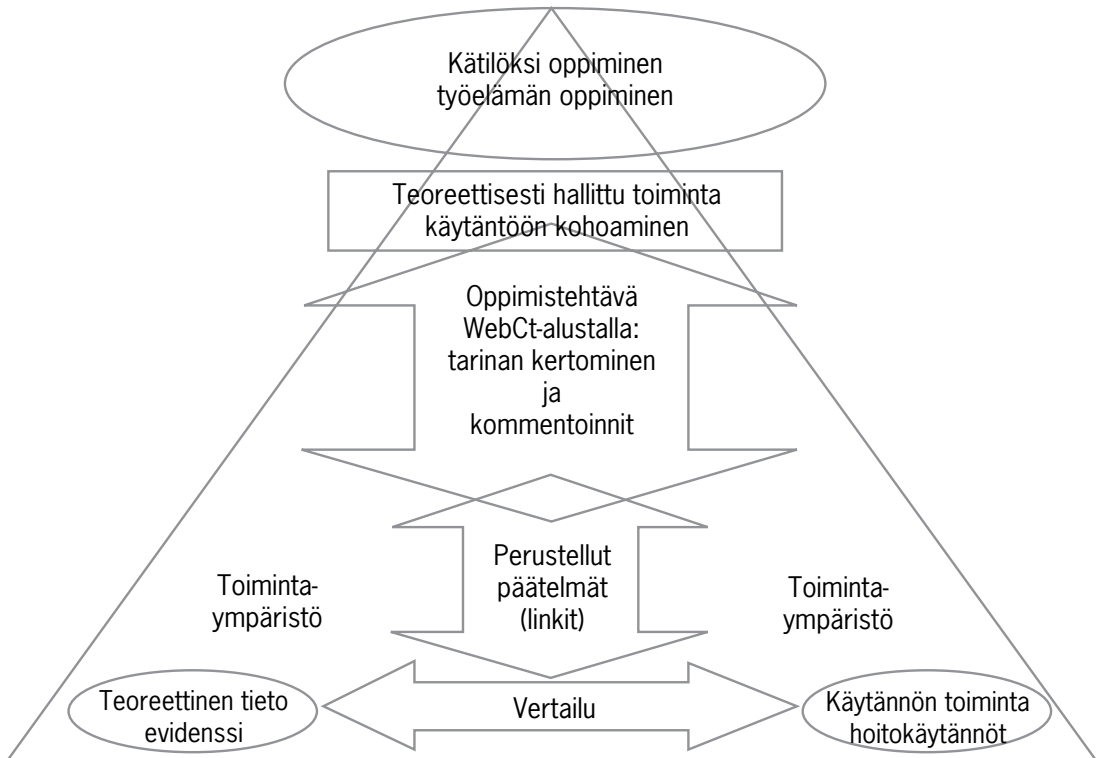 Kätilöksi oppiminen
työelämän oppiminen
Teoreettisesti hallittu toiminta
käytäntöön kohoaminen
Oppimistehtävä
WebCt-alustalla:
tarinan kertominen
ja
kommentoinnit
Perustellut
päätelmät
(linkit)
Toiminta-
ympäristö
Toiminta-
ympäristö
Teoreettinen tieto
evidenssi
Vertailu
Käytännön toiminta
hoitokäytännöt